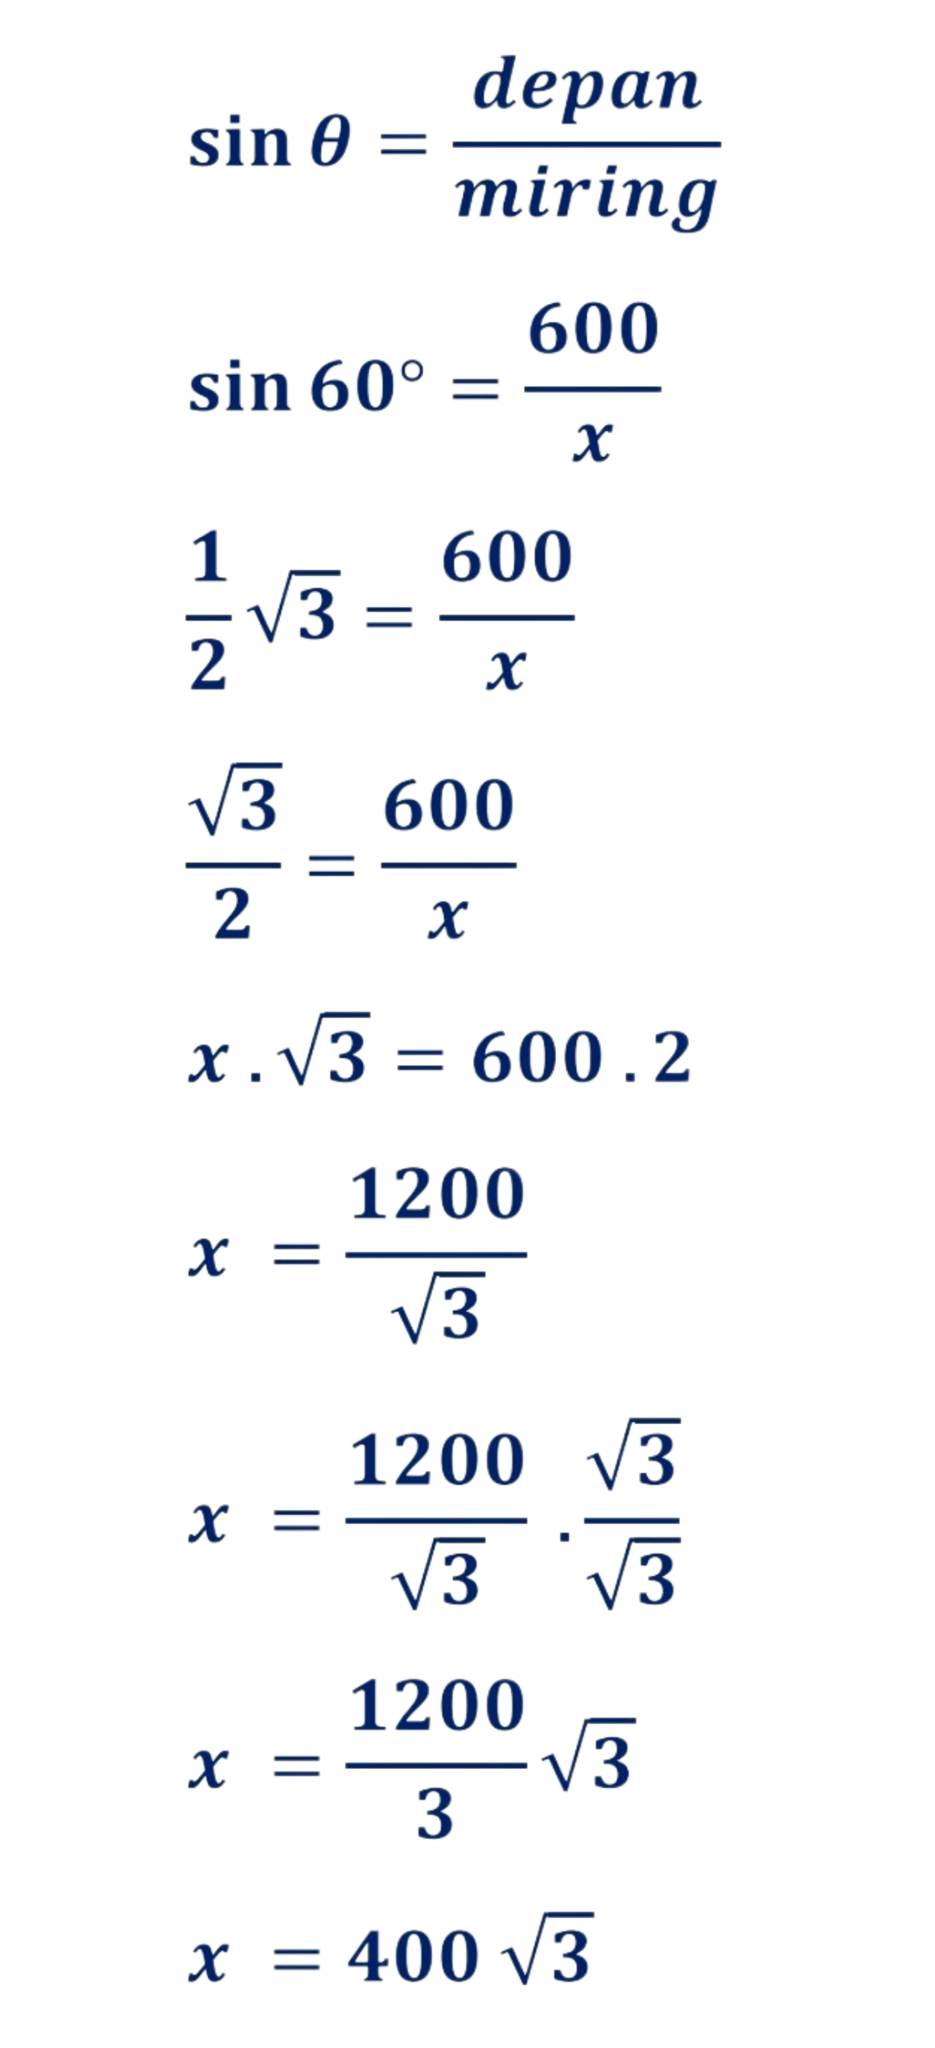 sin θ = depan / miring
sin 60° = 600 / x
1/2 √3 = 600 / x
√3 / 2 = 600 / x
x . √3 = 600 . 2
x = 1200 / √3
x = 1200 / √3 . √3 / √3
x = 1200 / 3 √3
x = 400 √3